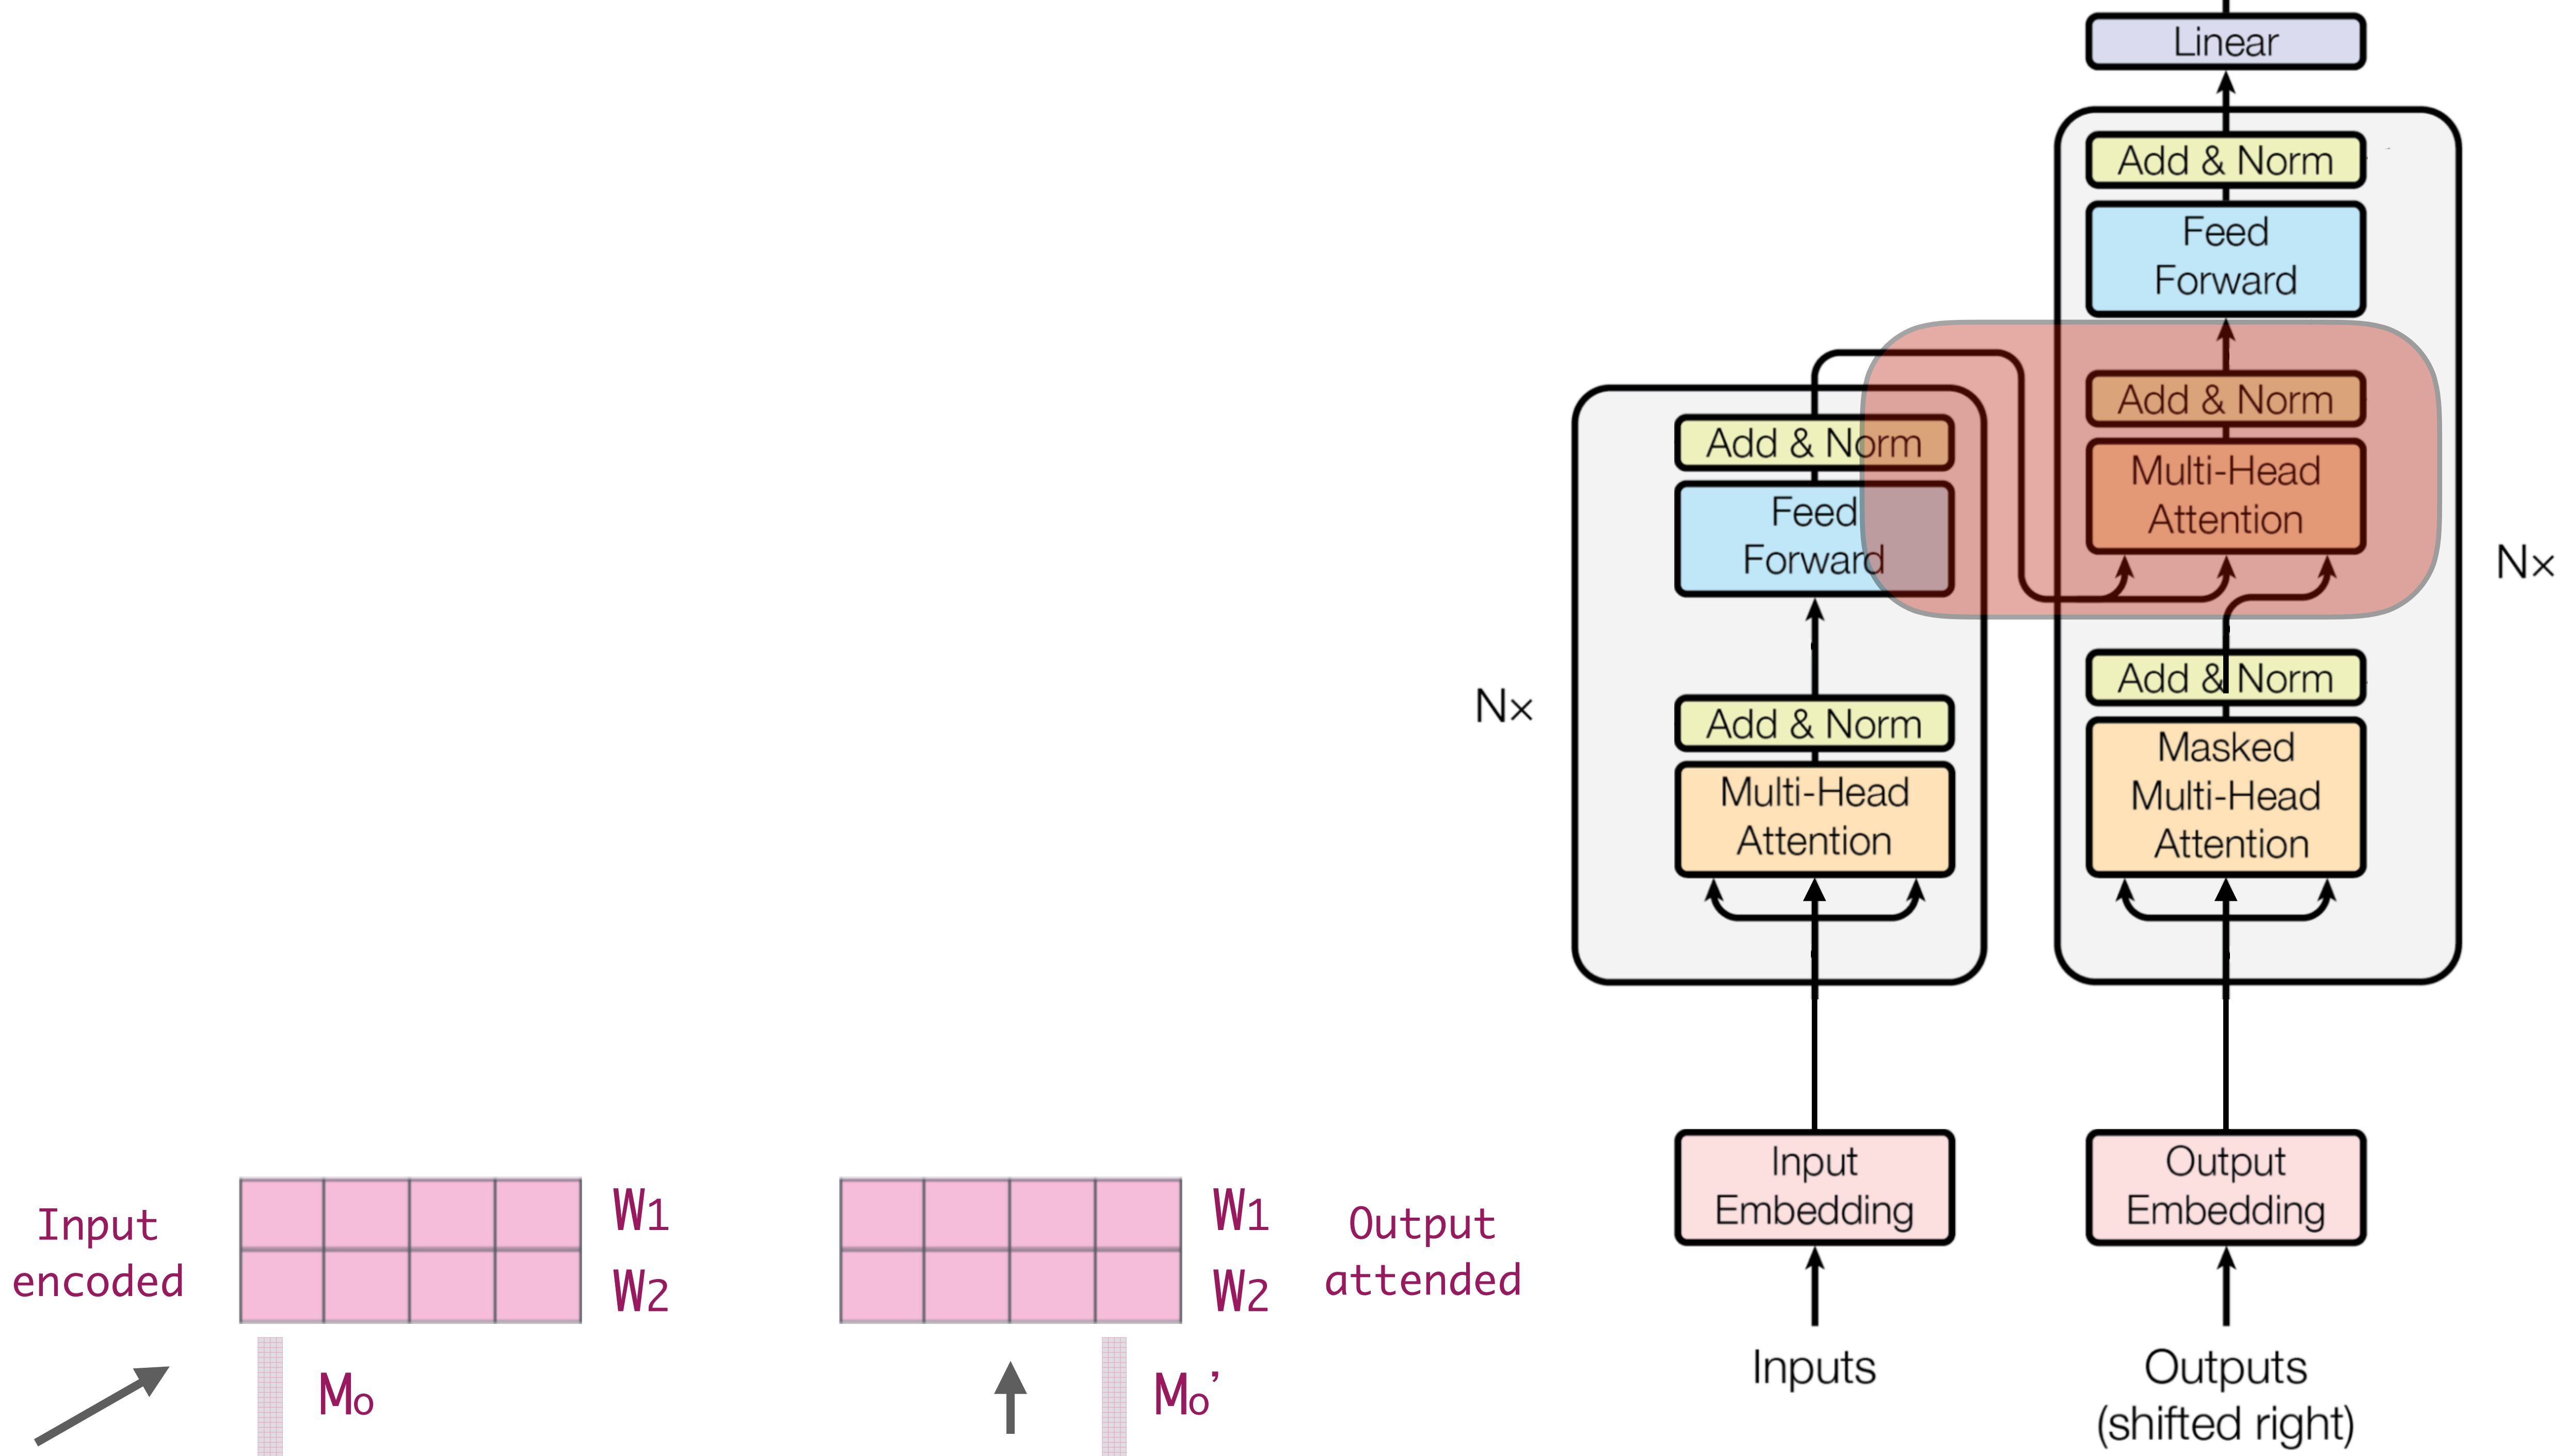 Linear
Add & Norm
Feed
Forward
Add & Norm
Multi-Head
Attention
Nx
Add & Norm
Masked
Multi-Head
Attention
Add & Norm
Feed
Forward
Nx
Add & Norm
Multi-Head
Attention
Input
Embedding
Output
Embedding
Inputs
Outputs
(shifted right)
Input
encoded
W1
W2
Mo
W1
W2
Output
attended
Mo’